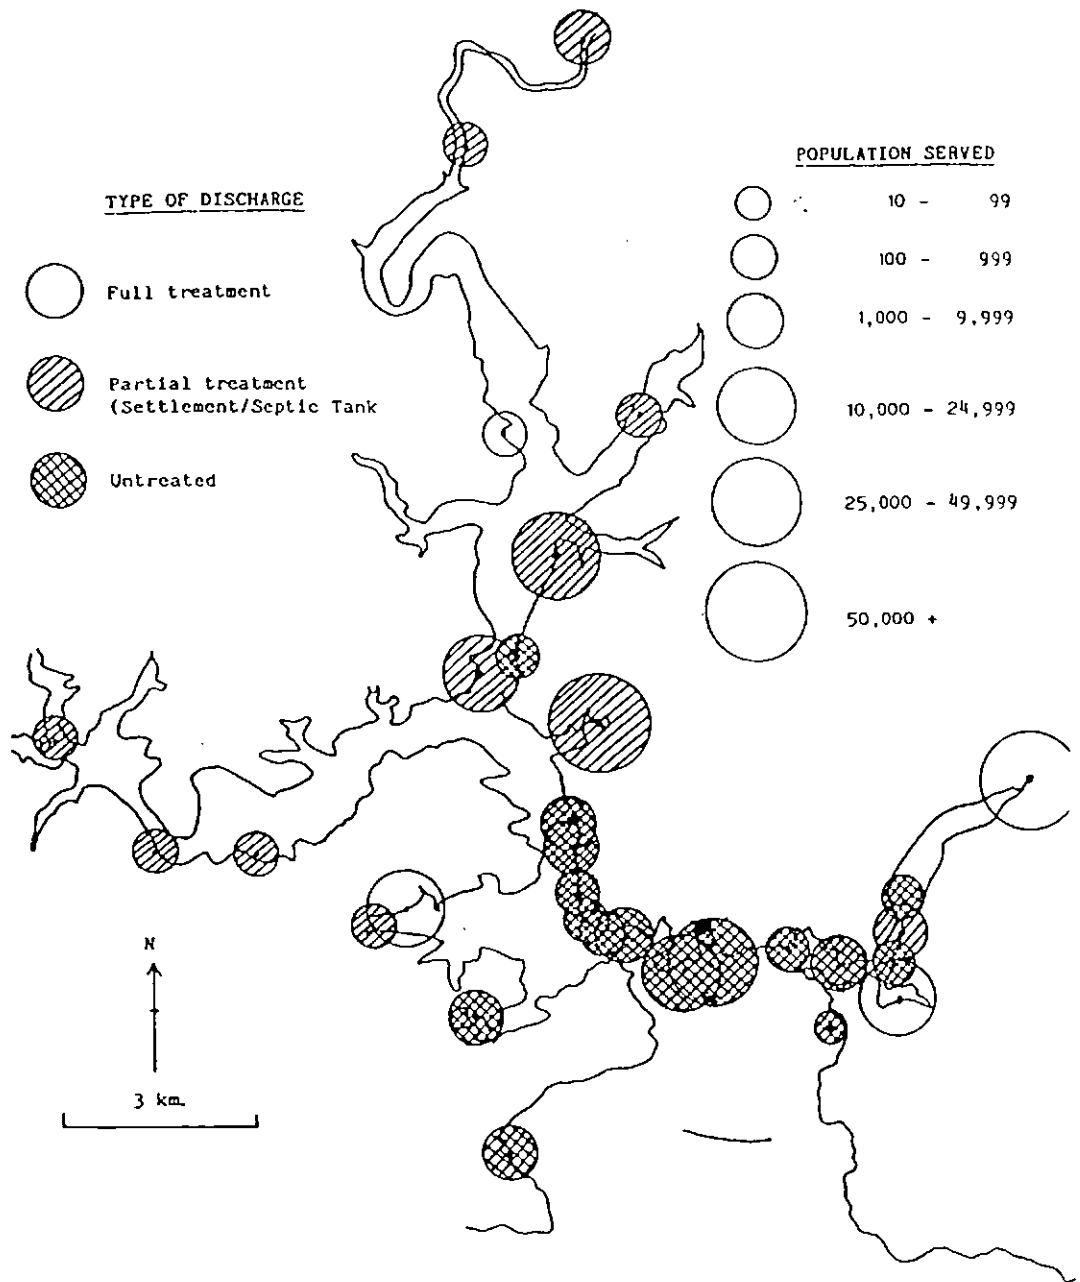 TYPE OF DISCHARGE
Full treatment
Partial treatment
(Settlement/Septic Tank
Untreated
POPULATION SERVED
10 - 99
100 - 999
1,000 - 9,999
10,000 - 24,999
25,000 - 49,999
50,000 +
N
3 km.